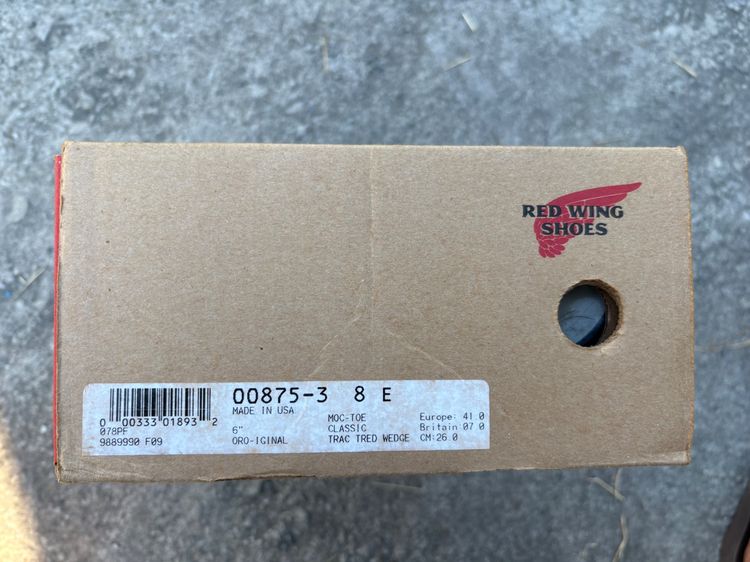 RED WING
SHOES
00875-3 8 E
MADE IN USA
0 00333 01893 2
078PF
9889990 F09
6"
ORO-IGINAL
MOC-TOE
CLASSIC
TRAC TRED WEDGE
Europe: 41.0
Britain:07.0
CM:26.0